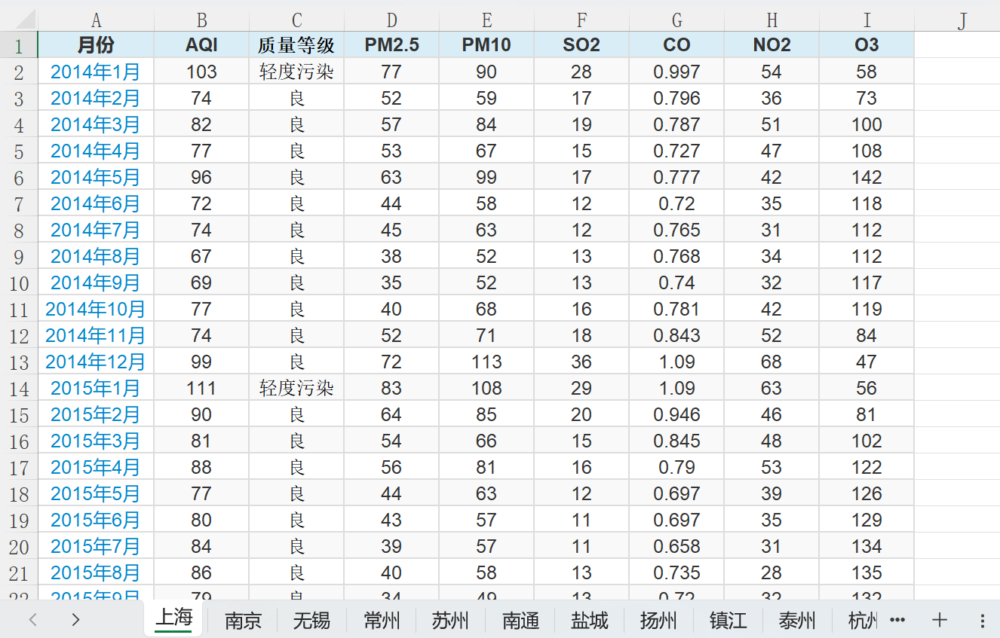 A B C D E F G H I J
1 月份 AQI 质量等级 PM2.5 PM10 SO2 CO NO2 O3
2 2014年1月 103 轻度污染 77 90 28 0.997 54 58
3 2014年2月 74 良 52 59 17 0.796 36 73
4 2014年3月 82 良 57 84 19 0.787 51 100
5 2014年4月 77 良 53 67 15 0.727 47 108
6 2014年5月 96 良 63 99 17 0.777 42 142
7 2014年6月 72 良 44 58 12 0.72 35 118
8 2014年7月 74 良 45 63 12 0.765 31 112
9 2014年8月 67 良 38 52 13 0.768 34 112
10 2014年9月 69 良 35 52 13 0.74 32 117
11 2014年10月 77 良 40 68 16 0.781 42 119
12 2014年11月 74 良 52 71 18 0.843 52 84
13 2014年12月 99 良 72 113 36 1.09 68 47
14 2015年1月 111 轻度污染 83 108 29 1.09 63 56
15 2015年2月 90 良 64 85 20 0.946 46 81
16 2015年3月 81 良 54 66 15 0.845 48 102
17 2015年4月 88 良 56 81 16 0.79 53 122
18 2015年5月 77 良 44 63 12 0.697 39 126
19 2015年6月 80 良 43 57 11 0.697 35 129
20 2015年7月 84 良 39 57 11 0.658 31 134
21 2015年8月 86 良 40 58 13 0.735 28 135
22 2015年9月 79 良 34 49 13 0.72 32 132
上海 南京 无锡 常州 苏州 南通 盐城 扬州 镇江 泰州 杭州